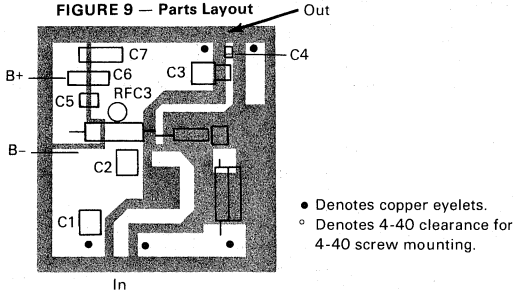 FIGURE 9 — Parts Layout
Out
C7
C4
B+
C6
C3
C5
RFC3
B–
C2
C1
● Denotes copper eyelets.
○ Denotes 4-40 clearance for
4-40 screw mounting.
In